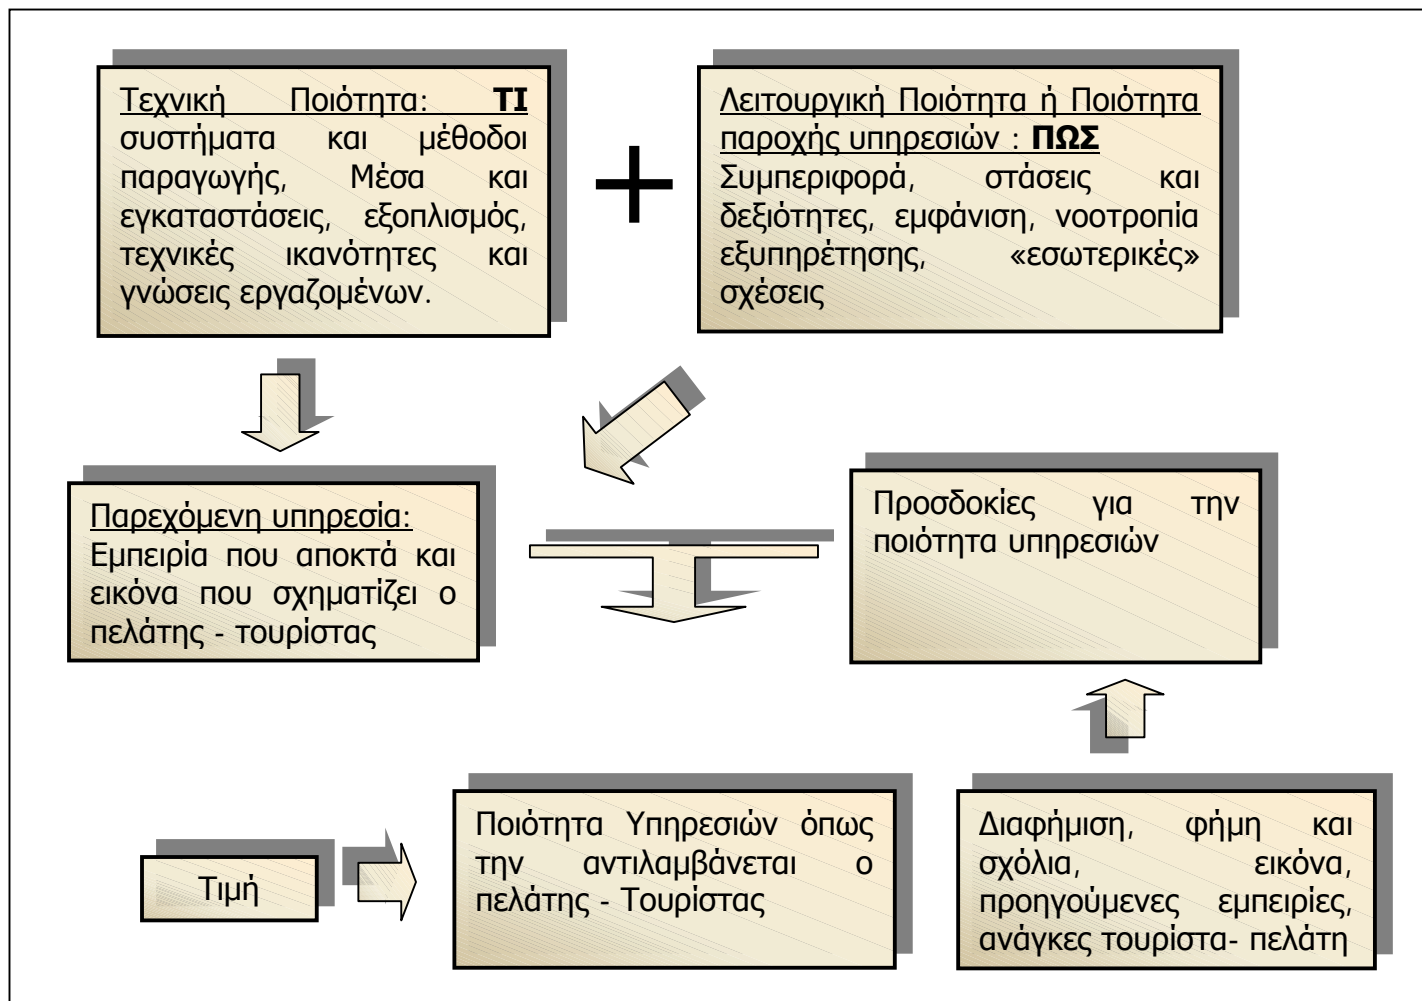 Τεχνική Ποιότητα: ΤΙ
συστήματα και μέθοδοι
παραγωγής, Μέσα και
εγκαταστάσεις, εξοπλισμός,
τεχνικές ικανότητες και
γνώσεις εργαζομένων.
+
Λειτουργική Ποιότητα ή Ποιότητα
παροχής υπηρεσιών : ΠΩΣ
Συμπεριφορά, στάσεις και
δεξιότητες, εμφάνιση, νοοτροπία
εξυπηρέτησης, «εσωτερικές»
σχέσεις
Παρεχόμενη υπηρεσία:
Εμπειρία που αποκτά και
εικόνα που σχηματίζει ο
πελάτης - τουρίστας
Προσδοκίες για την
ποιότητα υπηρεσιών
Τιμή
Ποιότητα Υπηρεσιών όπως
την αντιλαμβάνεται ο
πελάτης - Τουρίστας
Διαφήμιση, φήμη και
σχόλια, εικόνα,
προηγούμενες εμπειρίες,
ανάγκες τουρίστα- πελάτη